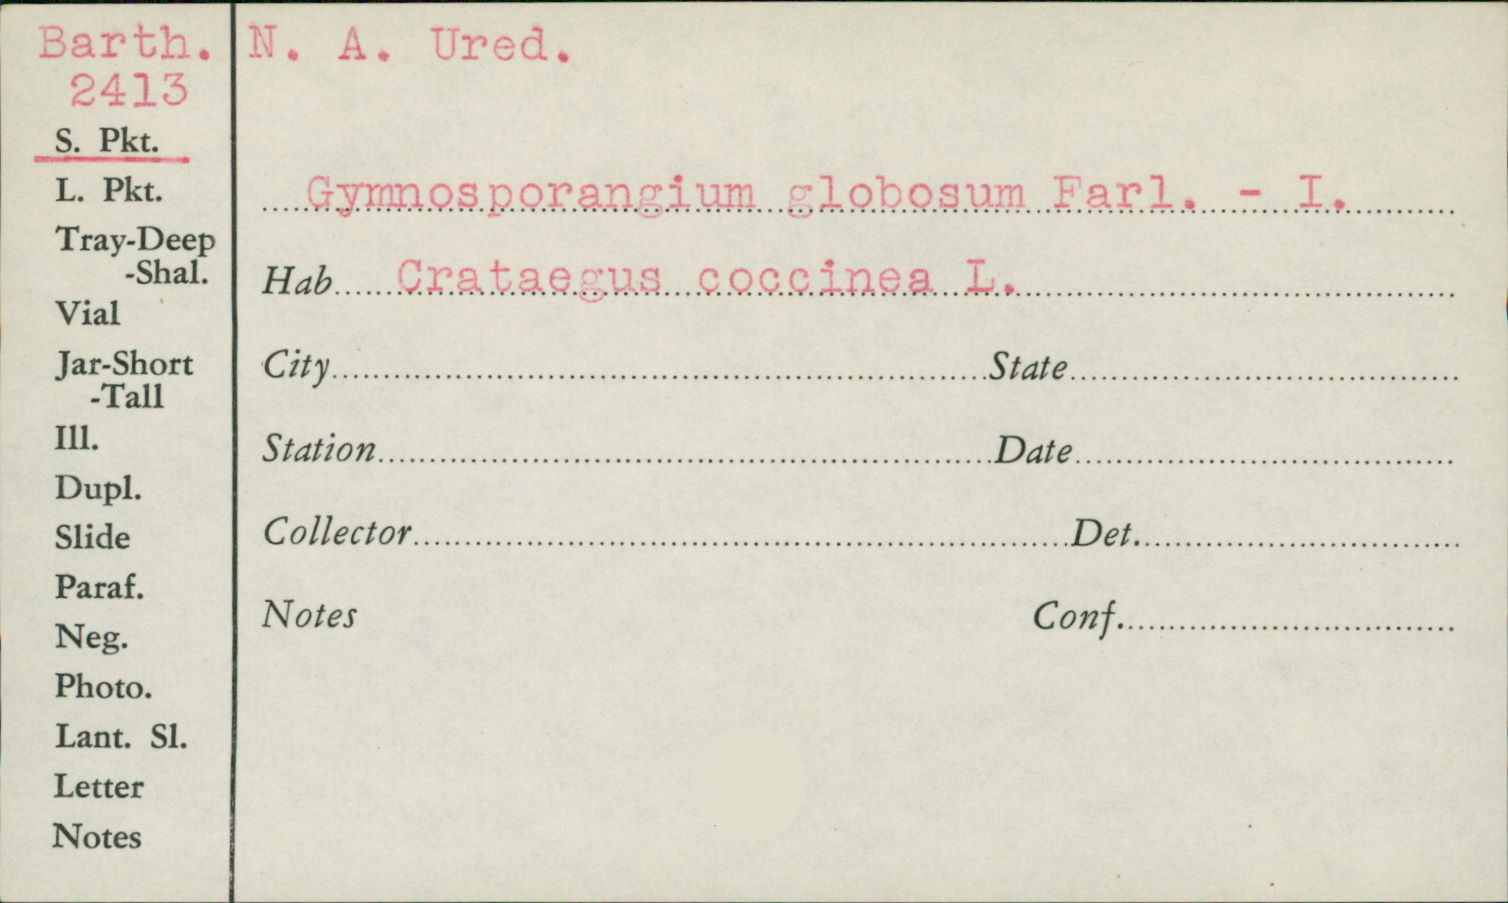 Barth. N. A. Ured.
2413
S. Pkt.
L. Pkt.
Gymnosporangium globosum Farl. - I.
Tray-Deep
-Shal.
Hab Crataegus coccinea L.
Vial
Jar-Short
-Tall
City State
Ill.
Station Date
Dupl.
Slide
Collector Det.
Paraf.
Neg.
Notes Conf.
Photo.
Lant. Sl.
Letter
Notes